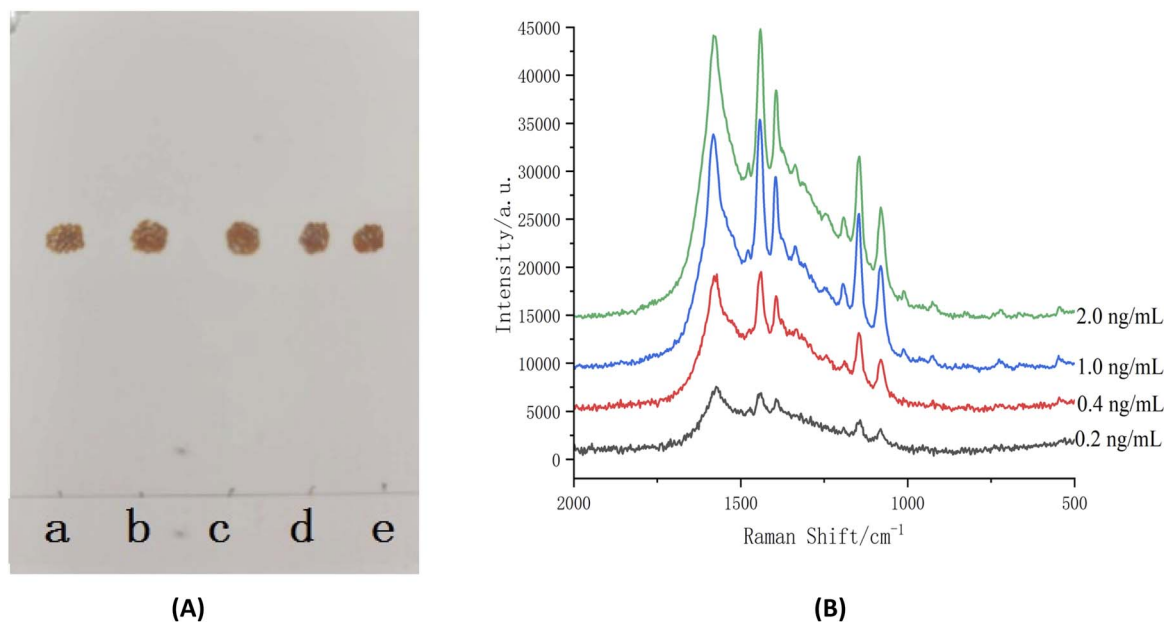 a b c d e
(A)
45000
40000
35000
30000
25000
20000
15000
10000
5000
0
Intensity/a.u.
2.0 ng/mL
1.0 ng/mL
0.4 ng/mL
0.2 ng/mL
2000 1500 1000 500
Raman Shift/cm⁻¹
(B)